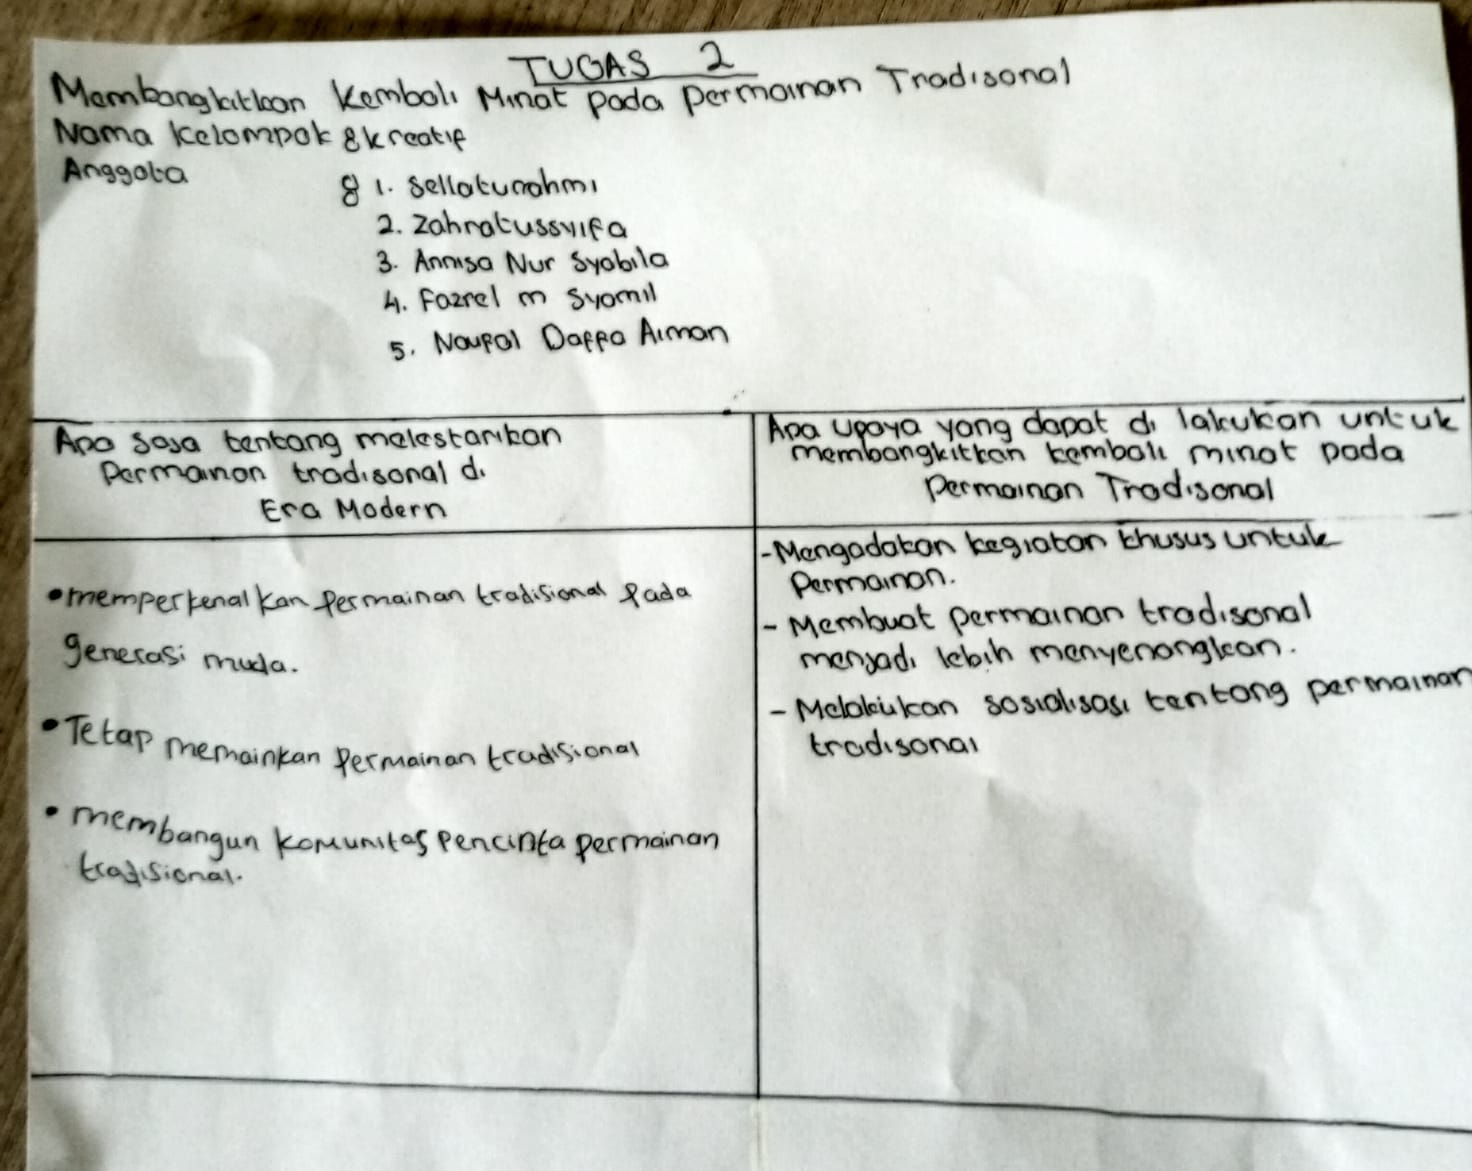 TUGAS 2
Membangkitkan Kembali Minat pada permainan Tradisonal
Nama Kelompok : Kreatif
Anggota : 1. Sellaturahmi
2. Zahratussyifa
3. Annisa Nur Syabila
4. Fazrel m Syamil
5. Naufal Daffa Aiman
Apa saja tentang melestarikan
Permainan tradisonal di
Era Modern
• memperkenalkan permainan tradisional pada
generasi muda.
• Tetap memainkan permainan tradisional
• membangun komunitas pencinta permainan
tradisional.
Apa upaya yang dapat di lakukan untuk
membangkitkan kembali minat pada
Permainan Tradisonal
- Mengadakan kegiatan khusus untuk
Permainan.
- Membuat permainan tradisonal
menjadi lebih menyenangkan.
- Melakukan sosialisasi tentang permainan
tradisonal